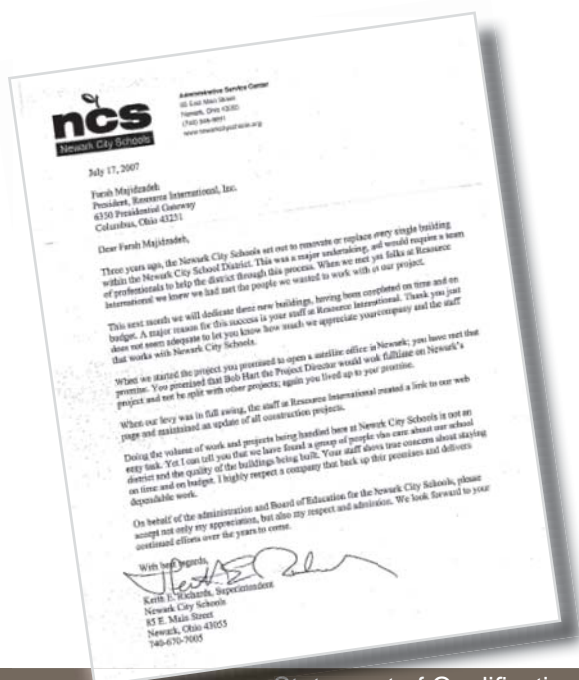 ncs
Newark City Schools
Administrative Service Center
85 East Main Street
Newark, Ohio 43055
www.newarkcityschools.org
July 17, 2007
Farah Majidzadeh
President, Resource International, Inc.
6350 Presidential Gateway
Columbus, Ohio 43231
Dear Farah Majidzadeh,
Three years ago, the Newark City Schools set out to renovate or replace every single building
within the Newark City School District. This was a major undertaking, and would require a team
of professionals to help the district through this process. When we met the folks at Resource
International we knew we had met the people we wanted to work with on our project.
This next month we will dedicate three new buildings, having been completed on time and on
budget. A major reason for this success is your staff at Resource International. Thank you just
does not seem adequate to let you know how much we appreciate your company and the staff
that works with Newark City Schools.
When we started the project you promised to open a satellite office in Newark; you have met that
promise. You promised that Bob Hart the Project Director would work fulltime on Newark's
project and not be split with other projects; again you lived up to your promise.
When our levy was in full swing, the staff at Resource International created a link to our web
page and maintained an update of all construction projects.
Doing the volume of work and projects being handled here at Newark City Schools is not an
easy task. Yet I can tell you that we have found a group of people who care about our school
district and the quality of the buildings being built. Your staff shows true concern about staying
on time and on budget. I highly respect a company that back up their promises and delivers
dependable work.
On behalf of the administration and Board of Education for the Newark City Schools, please
accept not only my appreciation, but also my respect and admiration. We look forward to your
continued efforts over the years to come.
With best regards,
Keith E. Richards, Superintendent
Newark City Schools
85 E. Main Street
Newark, Ohio 43055
740-670-7005